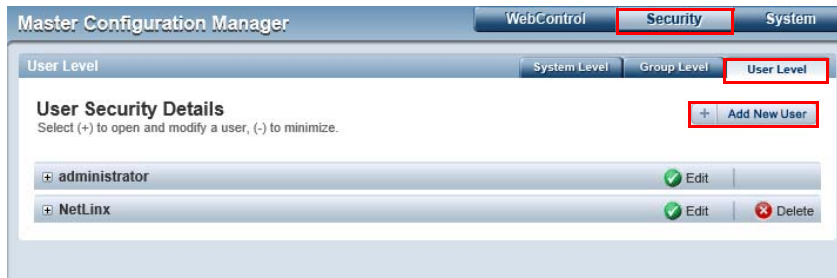 Master Configuration Manager
WebControl Security System
User Level
System Level Group Level User Level
User Security Details
Select (+) to open and modify a user, (-) to minimize.
+ Add New User
administrator Edit
NetLinx Edit Delete